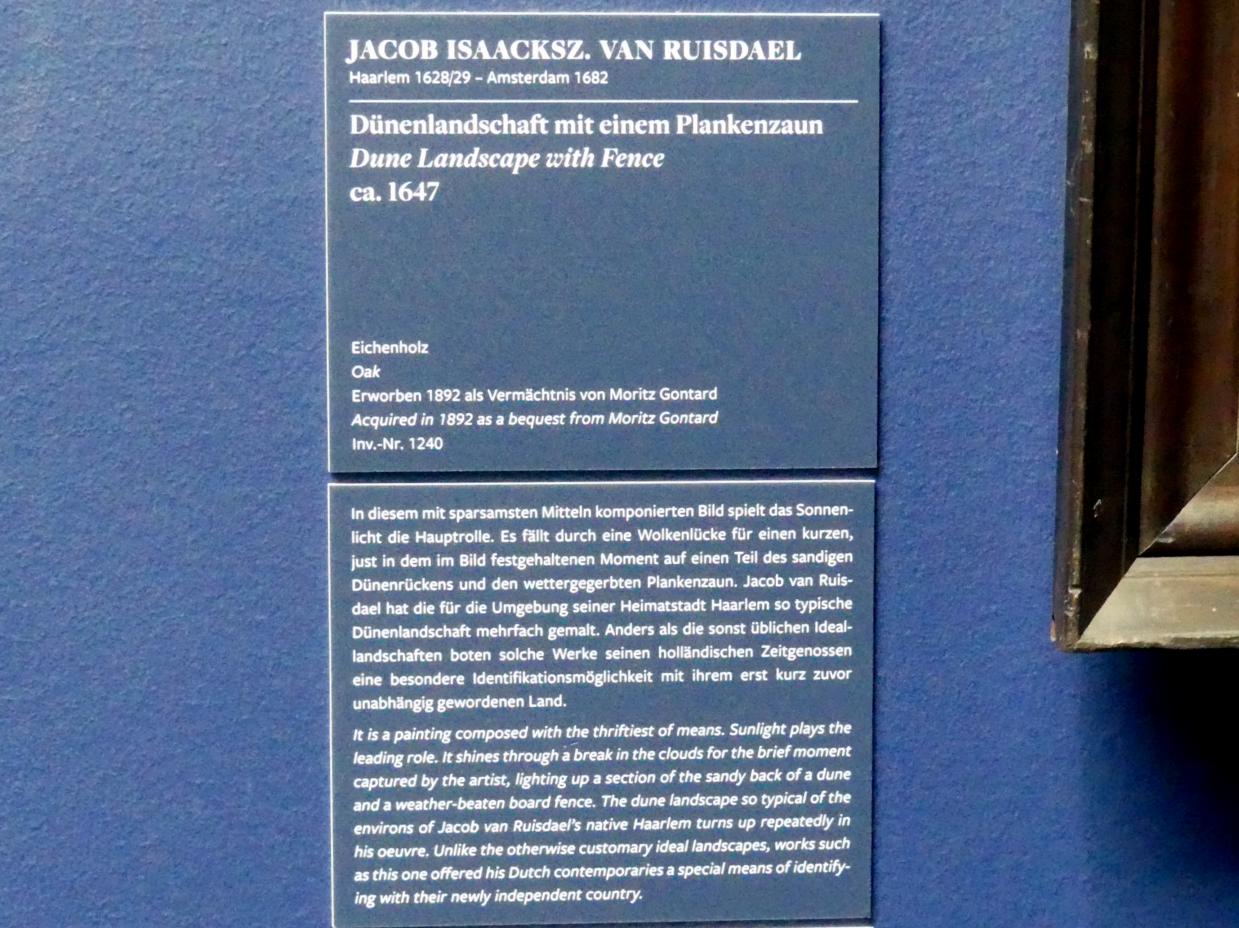 JACOB ISAACKSZ. VAN RUISDAEL
Haarlem 1628/29 – Amsterdam 1682
Dünenlandschaft mit einem Plankenzaun
Dune Landscape with Fence
ca. 1647
Eichenholz
Oak
Erworben 1892 als Vermächtnis von Moritz Gontard
Acquired in 1892 as a bequest from Moritz Gontard
Inv.-Nr. 1240
In diesem mit sparsamsten Mitteln komponierten Bild spielt das Sonnen-
licht die Hauptrolle. Es fällt durch eine Wolkenlücke für einen kurzen,
just in dem im Bild festgehaltenen Moment auf einen Teil des sandigen
Dünenrückens und den wettergegerbten Plankenzaun. Jacob van Ruis-
dael hat die für die Umgebung seiner Heimatstadt Haarlem so typische
Dünenlandschaft mehrfach gemalt. Anders als die sonst üblichen Ideal-
landschaften boten solche Werke seinen holländischen Zeitgenossen
eine besondere Identifikationsmöglichkeit mit ihrem erst kurz zuvor
unabhängig gewordenen Land.
It is a painting composed with the thriftiest of means. Sunlight plays the
leading role. It shines through a break in the clouds for the brief moment
captured by the artist, lighting up a section of the sandy back of a dune
and a weather-beaten board fence. The dune landscape so typical of the
environs of Jacob van Ruisdael's native Haarlem turns up repeatedly in
his oeuvre. Unlike the otherwise customary ideal landscapes, works such
as this one offered his Dutch contemporaries a special means of identify-
ing with their newly independent country.